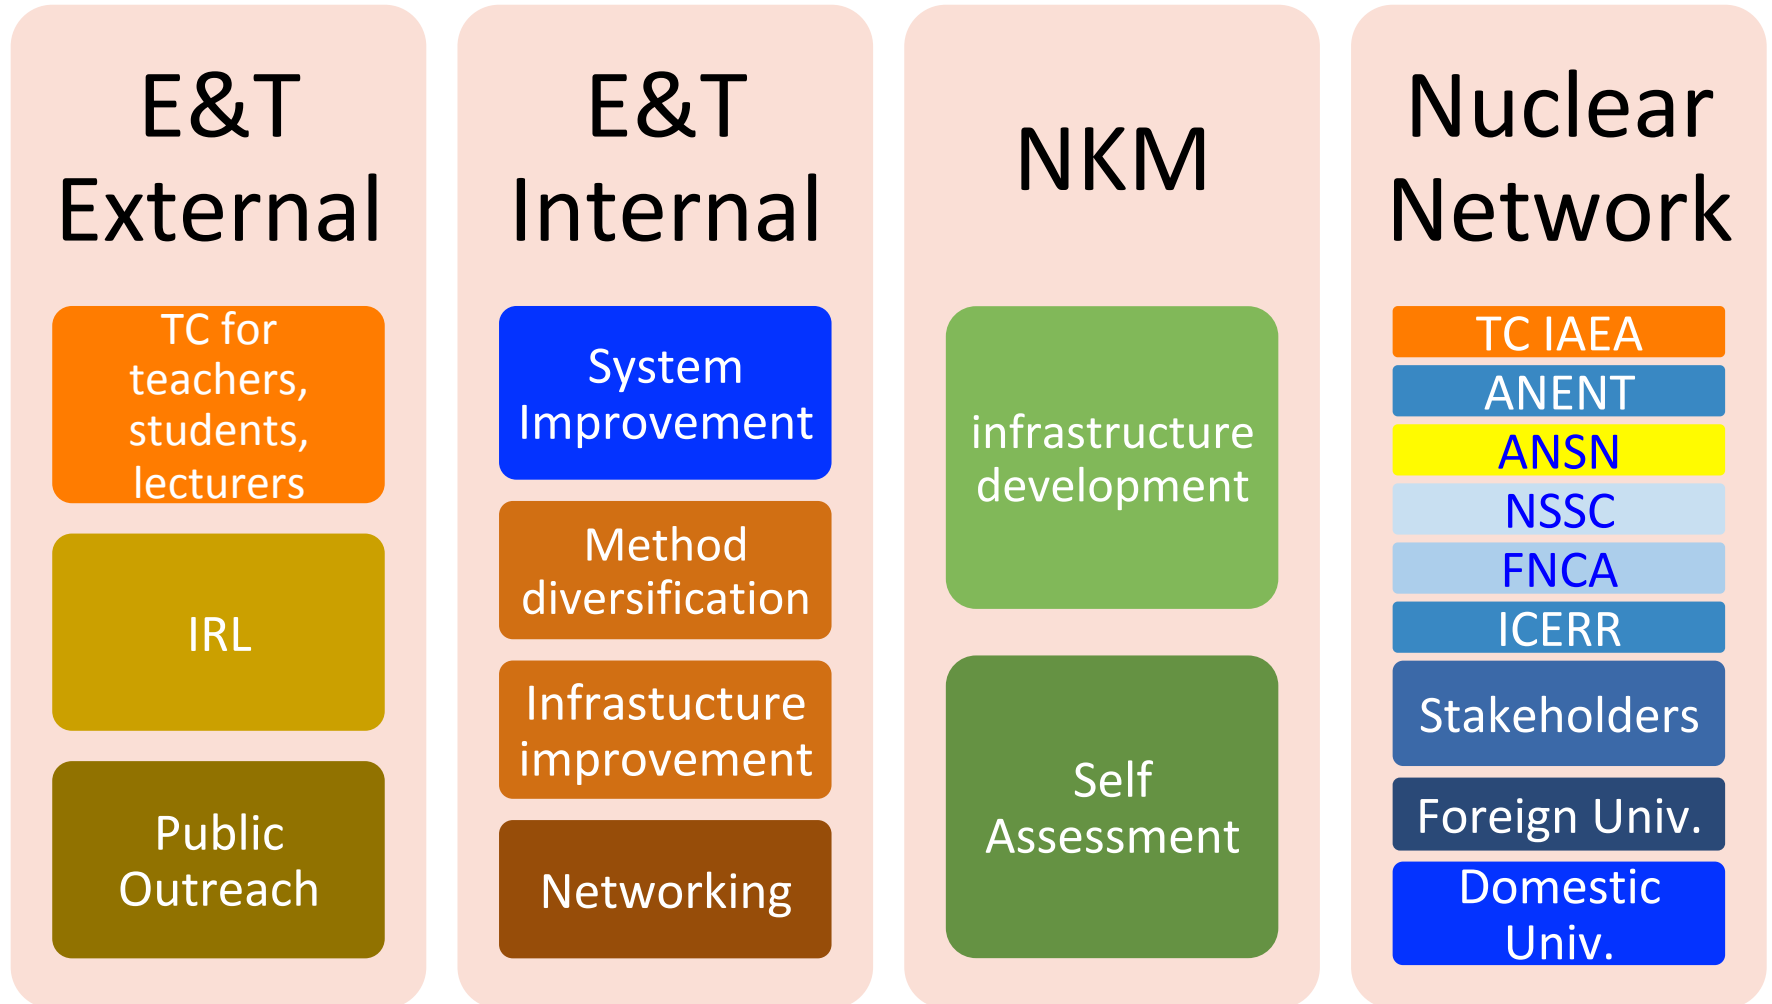 E&T
External
TC for
teachers,
students,
lecturers
IRL
Public
Outreach
E&T
Internal
System
Improvement
Method
diversification
Infrastucture
improvement
Networking
NKM
infrastructure
development
Self
Assessment
Nuclear
Network
TC IAEA
ANENT
ANSN
NSSC
FNCA
ICERR
Stakeholders
Foreign Univ.
Domestic
Univ.